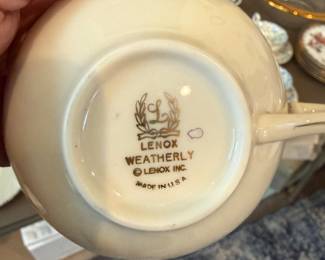 L
LENOX
WEATHERLY
© LENOX INC.
MADE IN U.S.A